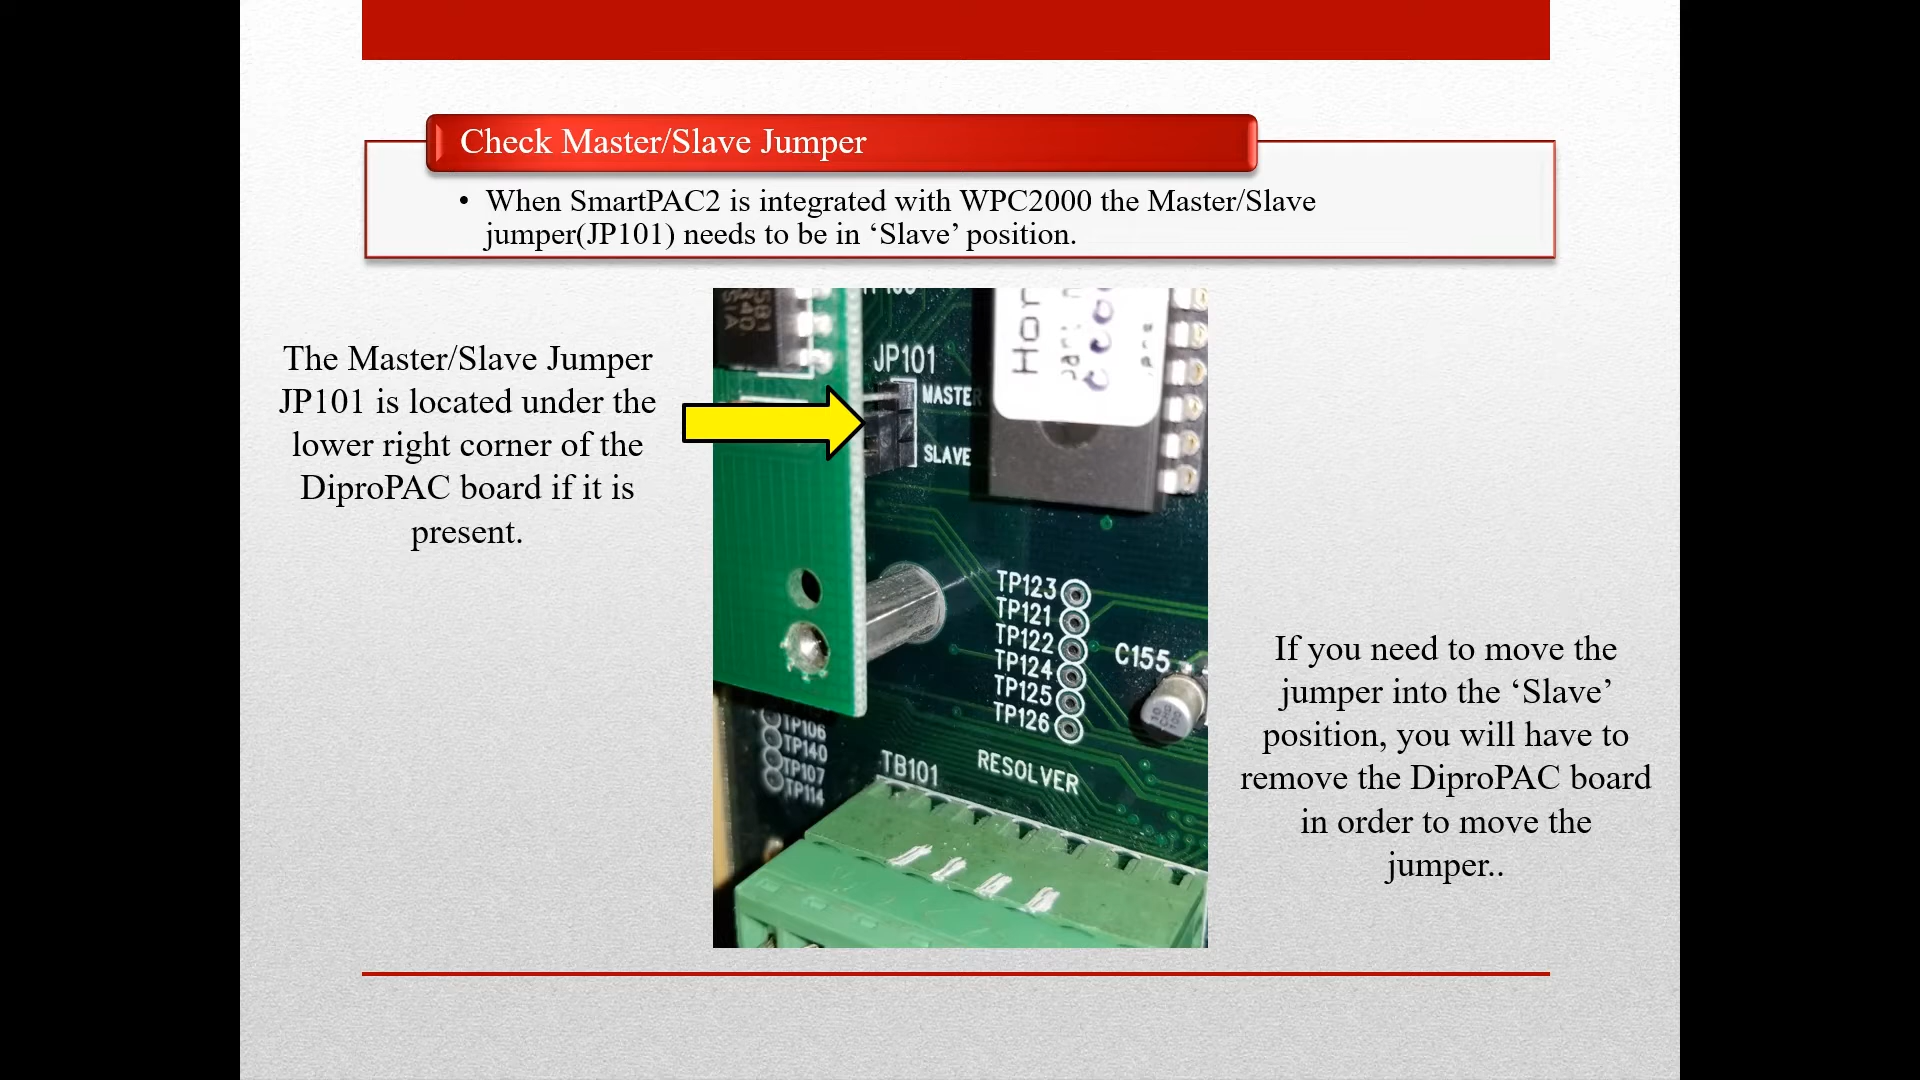 Check Master/Slave Jumper
• When SmartPAC2 is integrated with WPC2000 the Master/Slave
jumper(JP101) needs to be in ‘Slave’ position.
The Master/Slave Jumper
JP101 is located under the
lower right corner of the
DiproPAC board if it is
present.
JP101
MASTER
SLAVE
TP123
TP121
TP122
TP124
TP125
TP126
C155
TP106
TP140
TP107
TP114
TB101
RESOLVER
If you need to move the
jumper into the ‘Slave’
position, you will have to
remove the DiproPAC board
in order to move the
jumper..